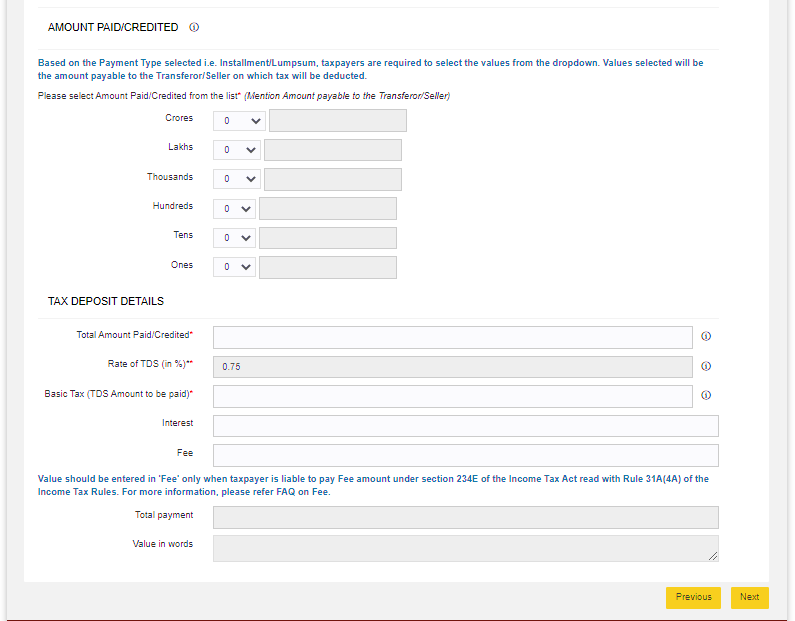 AMOUNT PAID/CREDITED
Based on the Payment Type selected i.e. Installment/Lumpsum, taxpayers are required to select the values from the dropdown. Values selected will be
the amount payable to the Transferor/Seller on which tax will be deducted.
Please select Amount Paid/Credited from the list* (Mention Amount payable to the Transferor/Seller)
Crores 0
Lakhs 0
Thousands 0
Hundreds 0
Tens 0
Ones 0
TAX DEPOSIT DETAILS
Total Amount Paid/Credited*
Rate of TDS (in %)** 0.75
Basic Tax (TDS Amount to be paid)*
Interest
Fee
Value should be entered in 'Fee' only when taxpayer is liable to pay Fee amount under section 234E of the Income Tax Act read with Rule 31A(4A) of the
Income Tax Rules. For more information, please refer FAQ on Fee.
Total payment
Value in words
Previous Next